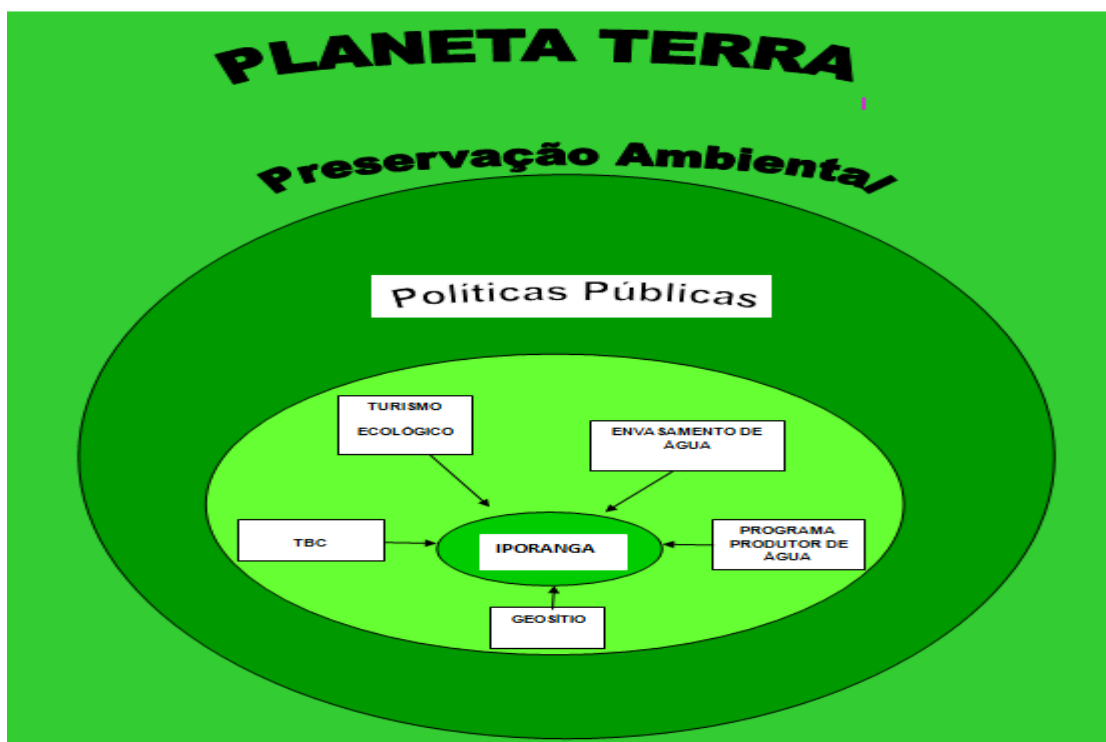 PLANETA TERRA
Preservação Ambiental
Políticas Públicas
TURISMO
ECOLÓGICO
ENVASAMENTO DE
ÁGUA
TBC
IPORANGA
PROGRAMA
PRODUTOR DE
ÁGUA
GEOSÍTIO